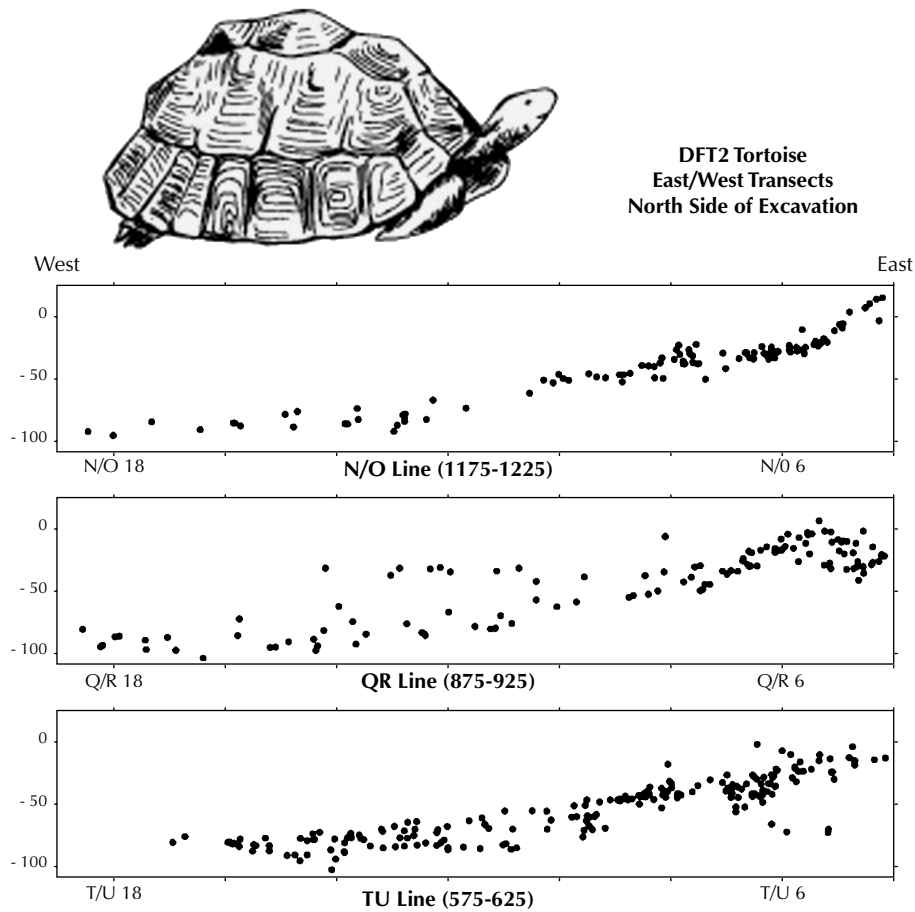 DFT2 Tortoise
East/West Transects
North Side of Excavation
West East
0
- 50
- 100
N/O 18 N/O Line (1175-1225) N/0 6
0
- 50
- 100
Q/R 18 QR Line (875-925) Q/R 6
0
- 50
- 100
T/U 18 TU Line (575-625) T/U 6